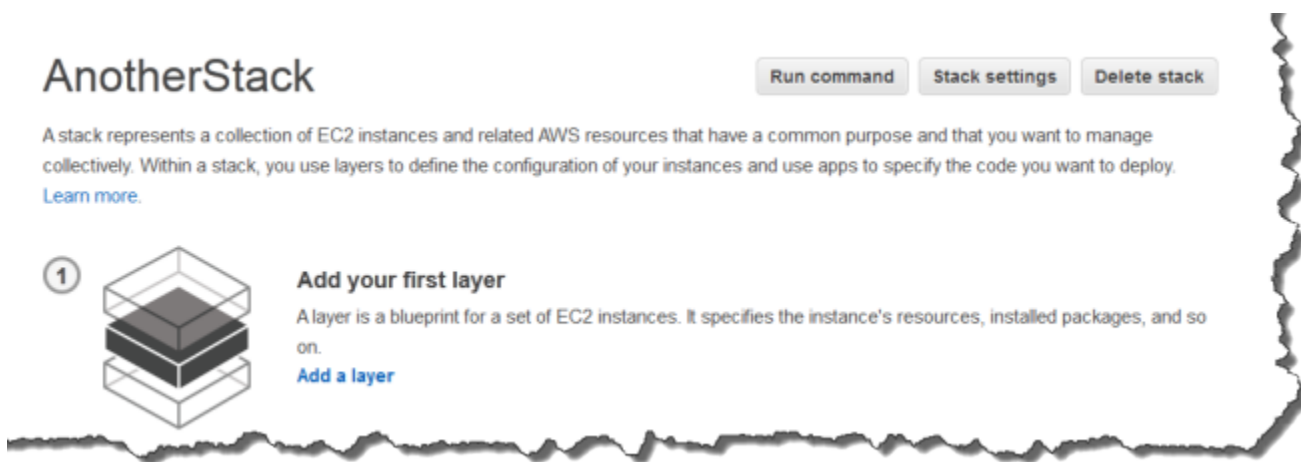 AnotherStack
Run command
Stack settings
Delete stack
A stack represents a collection of EC2 instances and related AWS resources that have a common purpose and that you want to manage
collectively. Within a stack, you use layers to define the configuration of your instances and use apps to specify the code you want to deploy.
Learn more.
1
Add your first layer
A layer is a blueprint for a set of EC2 instances. It specifies the instance's resources, installed packages, and so
on.
Add a layer